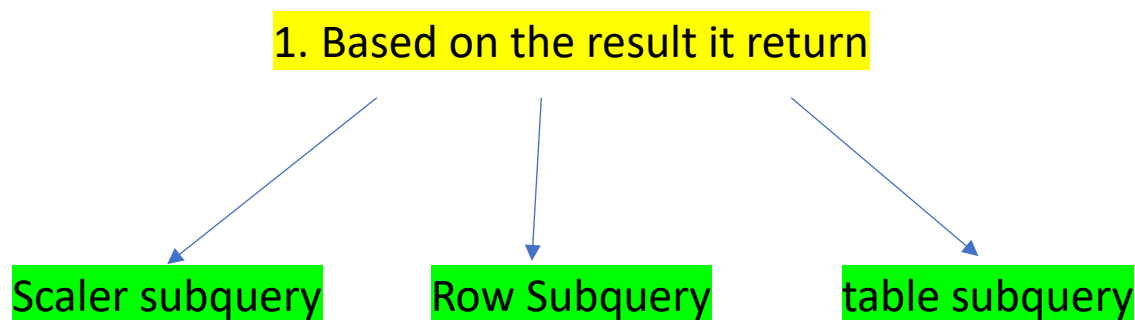 1. Based on the result it return
Scaler subquery
Row Subquery
table subquery